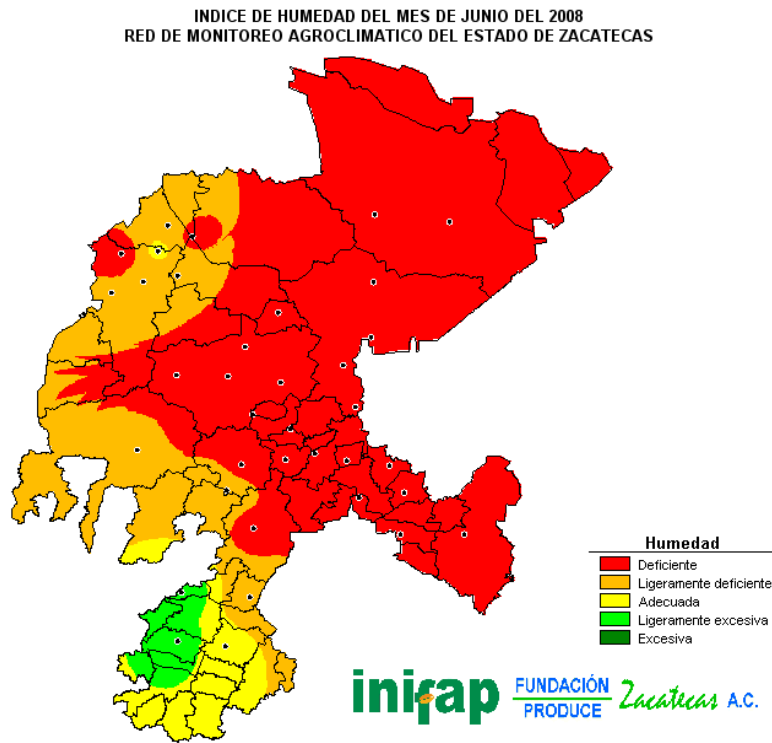 INDICE DE HUMEDAD DEL MES DE JUNIO DEL 2008
RED DE MONITOREO AGROCLIMATICO DEL ESTADO DE ZACATECAS
Humedad
Deficiente
Ligeramente deficiente
Adecuada
Ligeramente excesiva
Excesiva
inifap
FUNDACIÓN
PRODUCE
Zacatecas A.C.